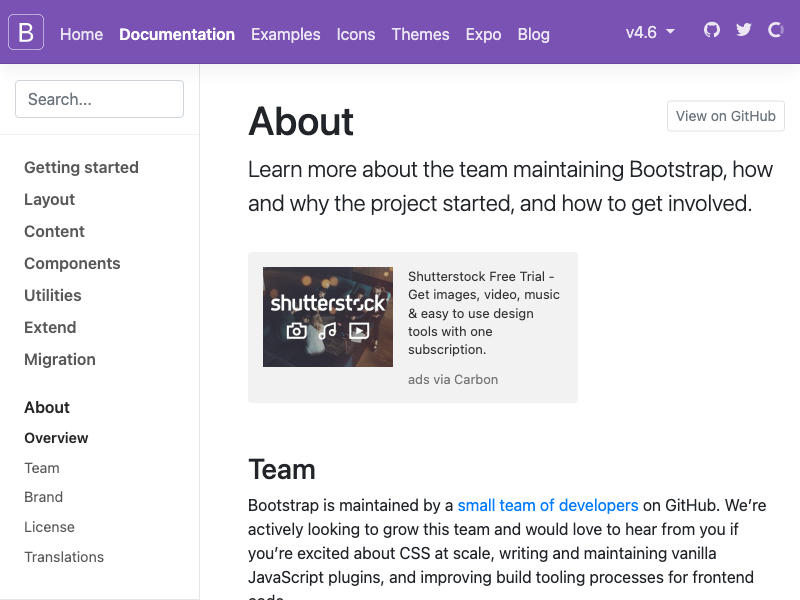 B Home Documentation Examples Icons Themes Expo Blog v4.6
Search...
Getting started
Layout
Content
Components
Utilities
Extend
Migration
About
Overview
Team
Brand
License
Translations
About
View on GitHub
Learn more about the team maintaining Bootstrap, how
and why the project started, and how to get involved.
shutterstock
Shutterstock Free Trial -
Get images, video, music
& easy to use design
tools with one
subscription.
ads via Carbon
Team
Bootstrap is maintained by a small team of developers on GitHub. We’re
actively looking to grow this team and would love to hear from you if
you’re excited about CSS at scale, writing and maintaining vanilla
JavaScript plugins, and improving build tooling processes for frontend